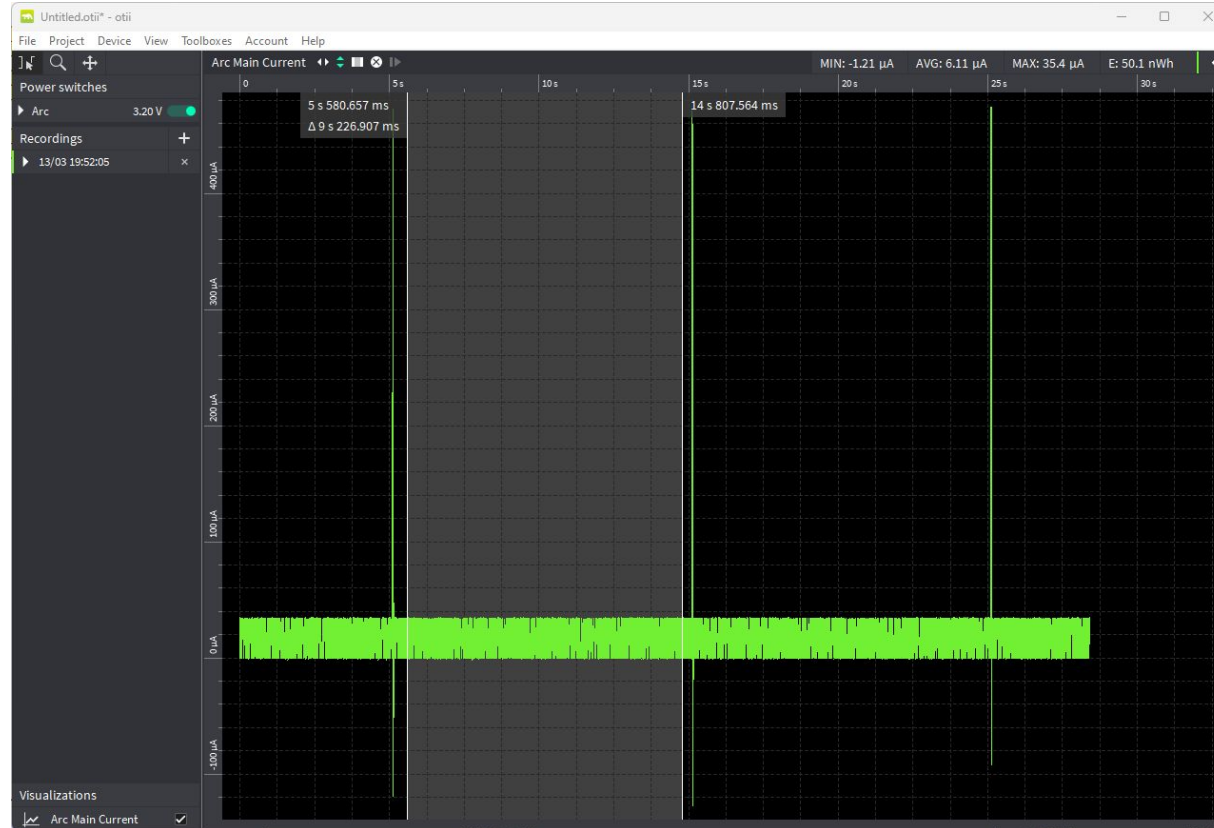 Untitled.otii* - otii
File Project Device View Toolboxes Account Help
Arc Main Current MIN: -1.21 µA AVG: 6.11 µA MAX: 35.4 µA E: 50.1 nWh
Power switches
Arc 3.20 V
Recordings +
13/03 19:52:05 ×
0 5 s 10 s 15 s 20 s 25 s 30 s
5 s 580.657 ms
Δ 9 s 226.907 ms
14 s 807.564 ms
400 µA
300 µA
200 µA
100 µA
0 µA
-100 µA
Visualizations
Arc Main Current